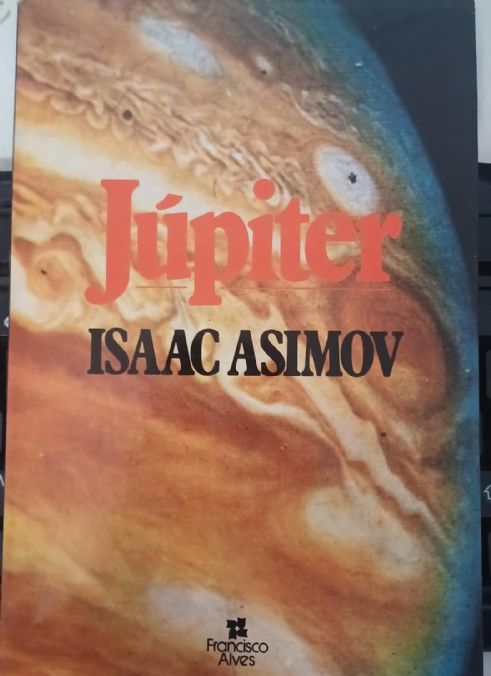 Júpiter
ISAAC ASIMOV
Francisco
Alves